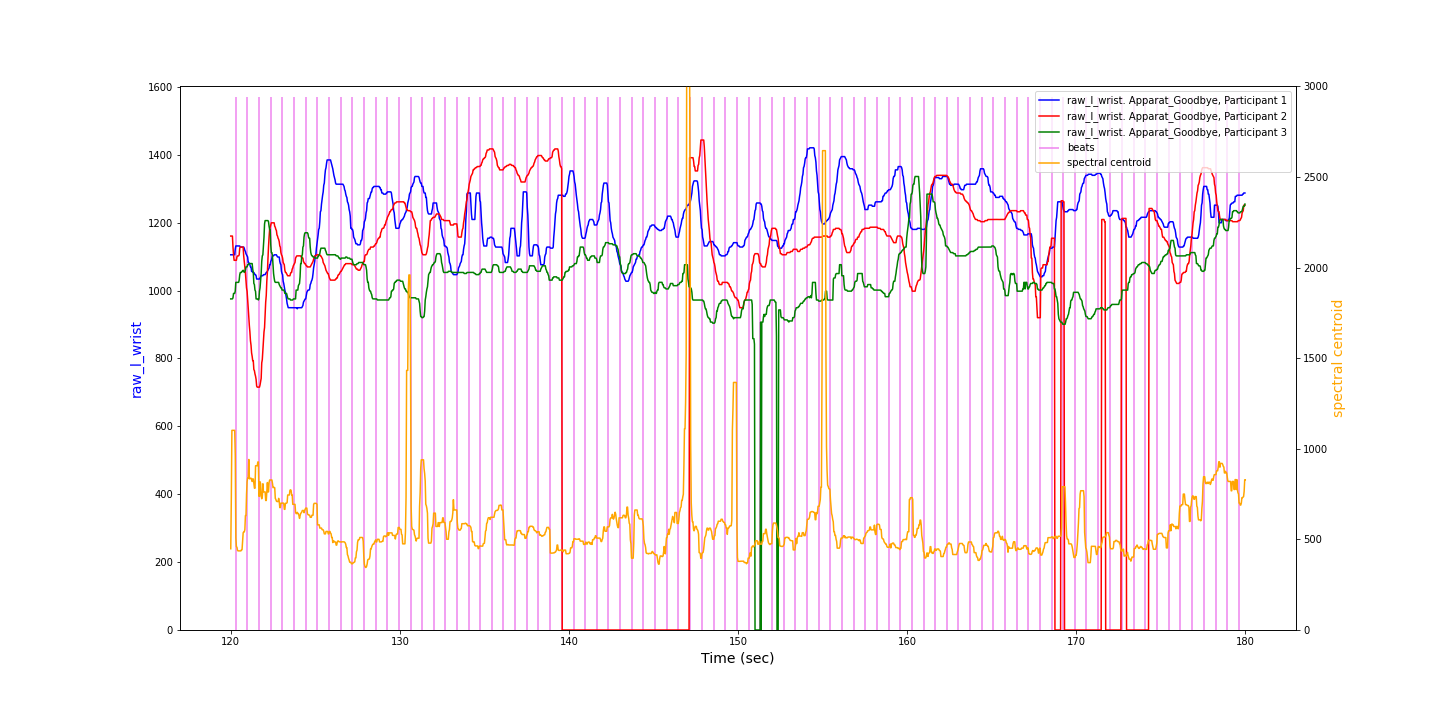 1600
1400
1200
1000
800
600
400
200
0
raw_l_wrist
120
130
140
150
160
170
180
Time (sec)
3000
2500
2000
1500
1000
500
0
spectral centroid
raw_l_wrist. Apparat_Goodbye, Participant 1
raw_l_wrist. Apparat_Goodbye, Participant 2
raw_l_wrist. Apparat_Goodbye, Participant 3
beats
spectral centroid